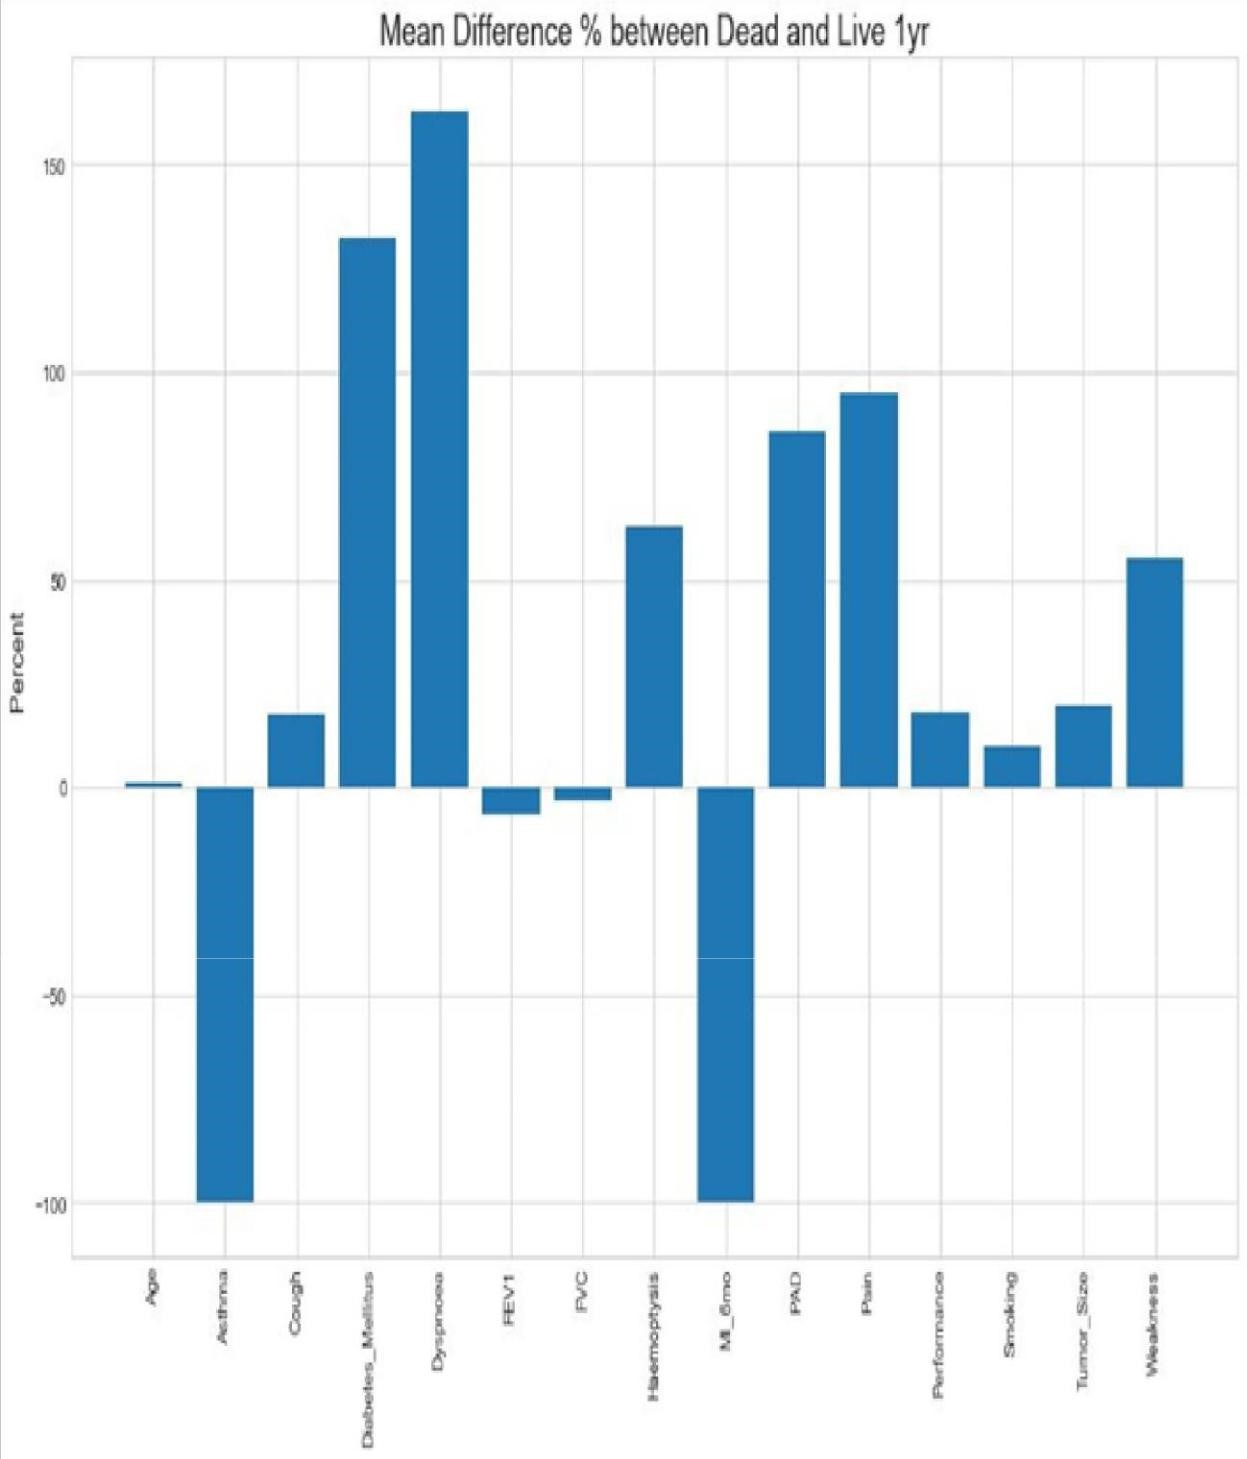 Mean Difference % between Dead and Live 1yr
Percent
150
100
50
0
-50
-100
Age
Asthma
Cough
Diabetes_Mellitus
Dyspnoea
FEV1
FVC
Haemoptysis
MI_6mo
PAD
Pain
Performance
Smoking
Tumor_Size
Weakness